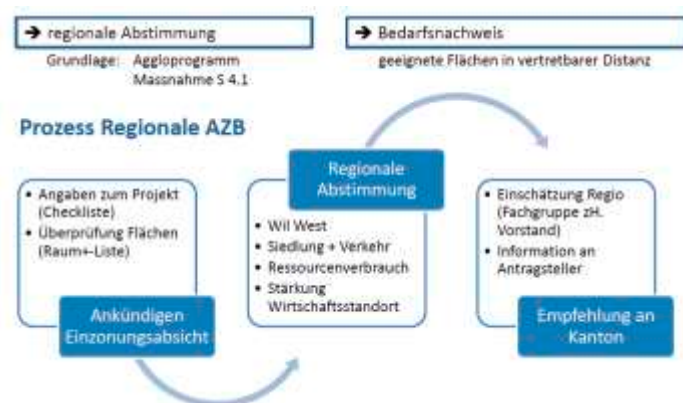 ➔ regionale Abstimmung
Grundlage: Aggloprogramm
Massnahme S 4.1
➔ Bedarfsnachweis
geeignete Flächen in vertretbarer Distanz
Prozess Regionale AZB
• Angaben zum Projekt
(Checkliste)
• Überprüfung Flächen
(Raum+-Liste)
Ankündigen
Einzonungsabsicht
Regionale
Abstimmung
• Wil West
• Siedlung + Verkehr
• Ressourcenverbrauch
• Stärkung
Wirtschaftsstandort
• Einschätzung Regio
(Fachgruppe zH.
Vorstand)
• Information an
Antragsteller
Empfehlung an
Kanton